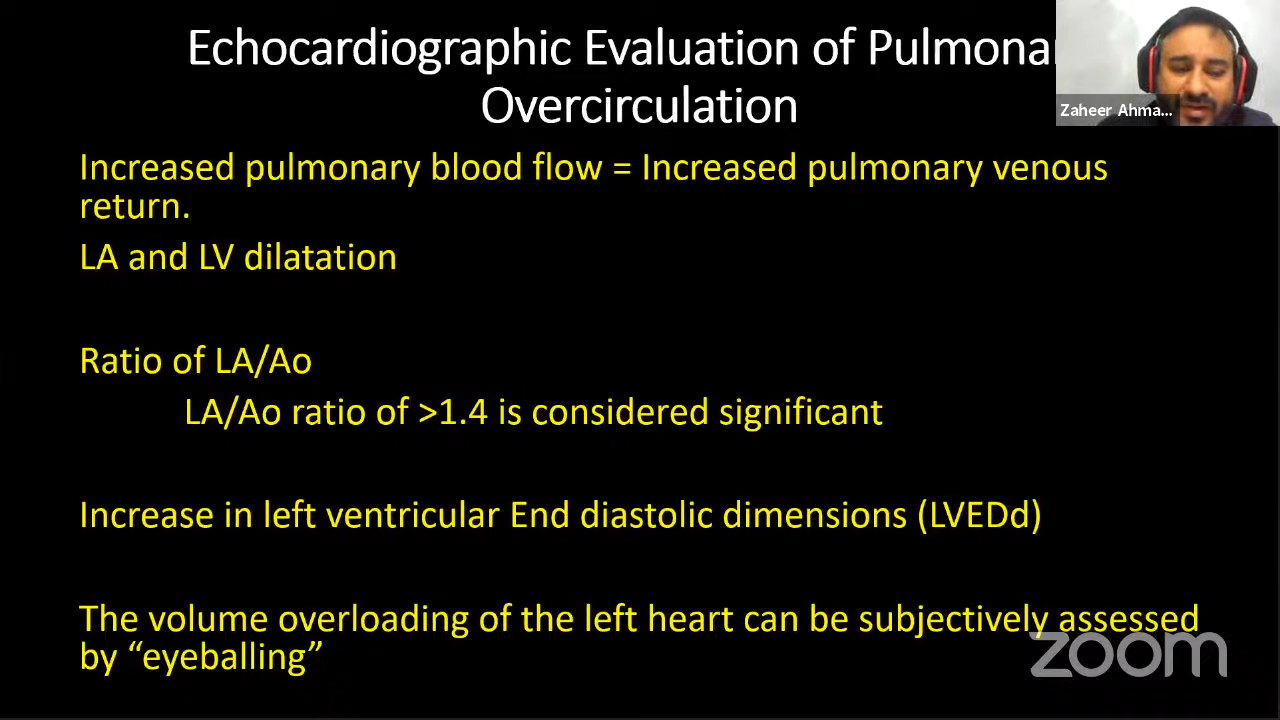 Echocardiographic Evaluation of Pulmonar
Overcirculation
Zaheer Ahma...
Increased pulmonary blood flow = Increased pulmonary venous
return.
LA and LV dilatation
Ratio of LA/Ao
LA/Ao ratio of >1.4 is considered significant
Increase in left ventricular End diastolic dimensions (LVEDd)
The volume overloading of the left heart can be subjectively assessed
by “eyeballing”
zoom